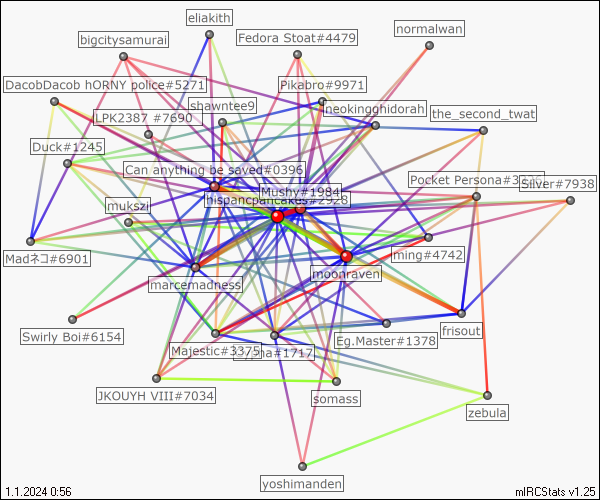 eliakith
normalwan
bigcitysamurai
Fedora Stoat#4479
DacobDacob hORNY police#5271
Pikabro#9971
shawntee9
neokingghidorah
LPK2387 #7690
the_second_twat
Duck#1245
Can anything be saved#0396
Pocket Persona#3
Silver#7938
Mushy#1984
hispancpancakes#2928
mukszi
Madネコ#6901
ming#4742
moonraven
marcemadness
Swirly Boi#6154
frisout
Eg.Master#1378
Majestic#3375
na#1717
JKOUYH VIII#7034
somass
zebula
yoshimanden
1.1.2024 0:56
mIRCStats v1.25